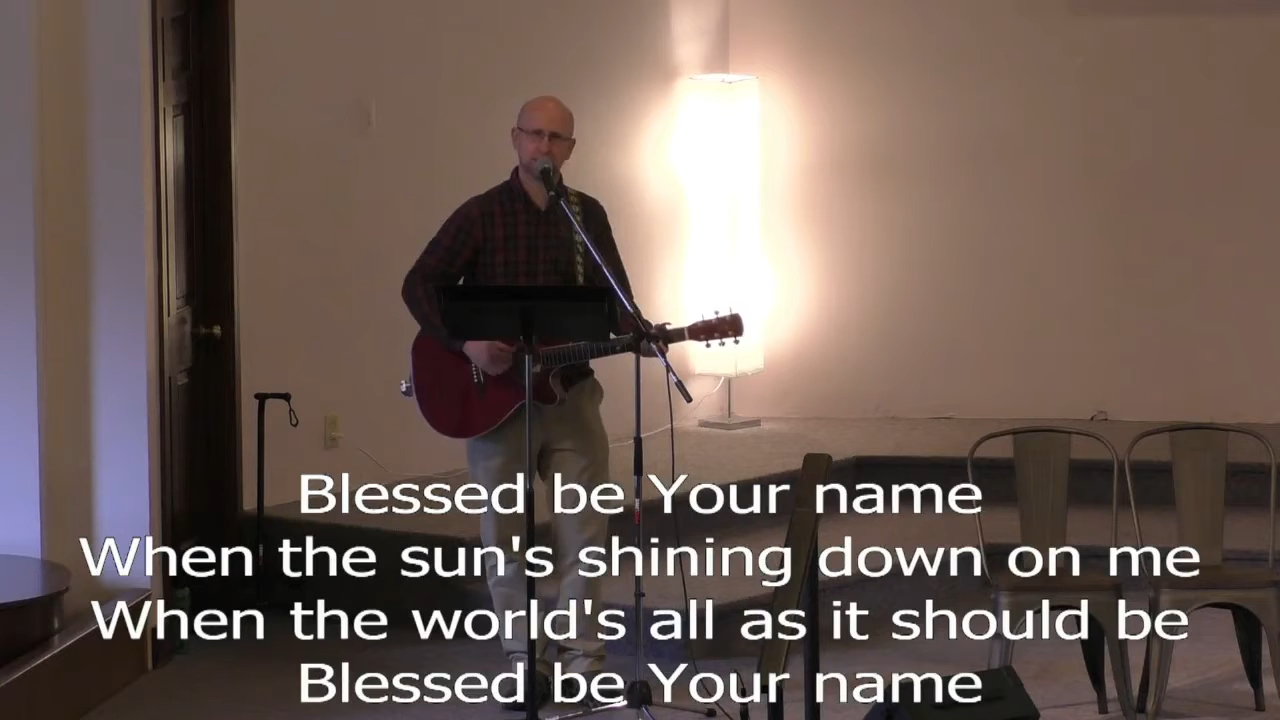 Blessed be Your name
When the sun's shining down on me
When the world's all as it should be
Blessed be Your name